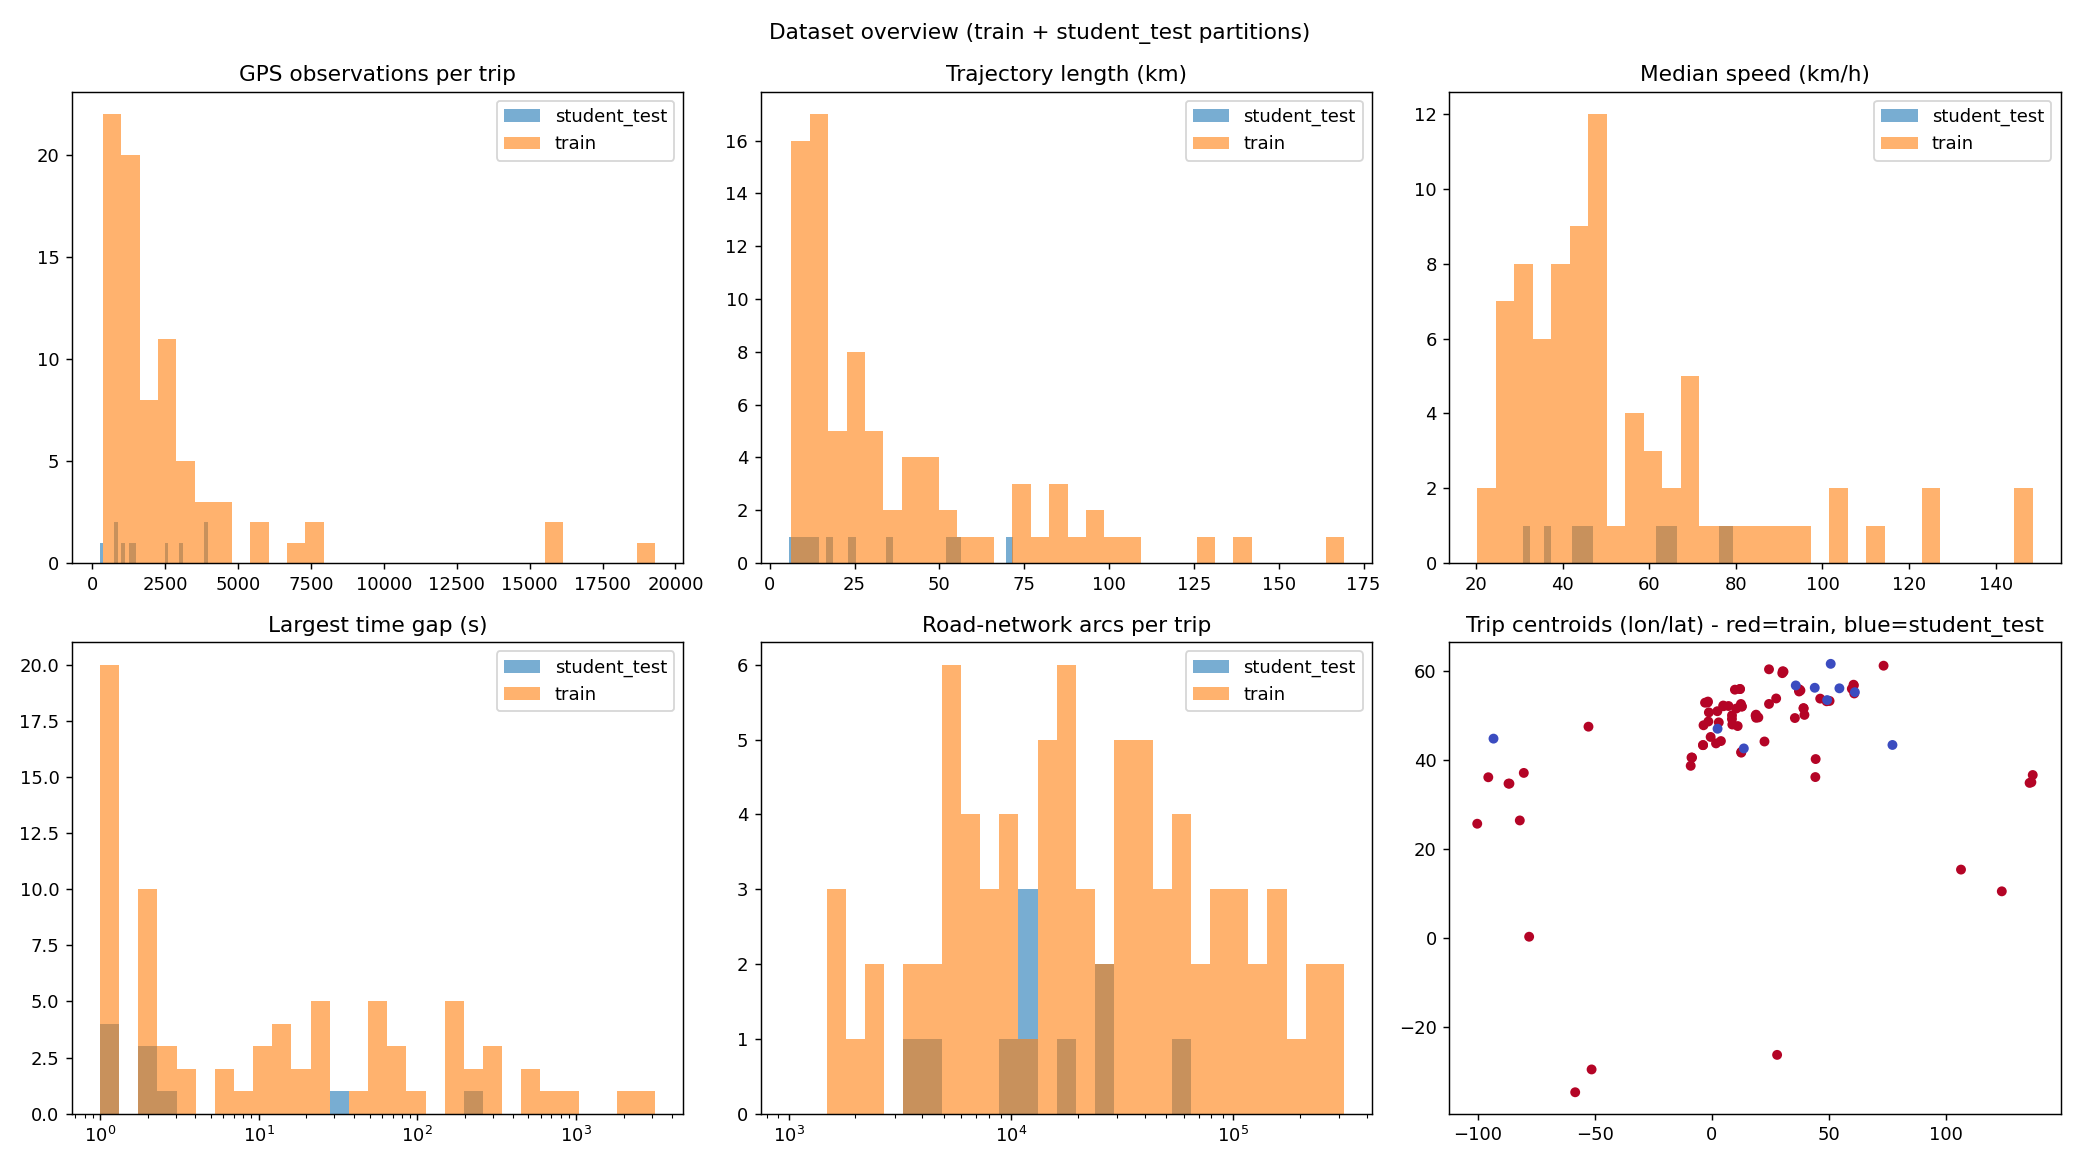 Dataset overview (train + student_test partitions)
GPS observations per trip
student_test
train
20
15
10
5
0
0 2500 5000 7500 10000 12500 15000 17500 20000
Trajectory length (km)
student_test
train
16
14
12
10
8
6
4
2
0
0 25 50 75 100 125 150 175
Median speed (km/h)
student_test
train
12
10
8
6
4
2
0
20 40 60 80 100 120 140
Largest time gap (s)
student_test
train
20.0
17.5
15.0
12.5
10.0
7.5
5.0
2.5
0.0
10⁰ 10¹ 10² 10³
Road-network arcs per trip
student_test
train
6
5
4
3
2
1
0
10³ 10⁴ 10⁵
Trip centroids (lon/lat) - red=train, blue=student_test
60
40
20
0
−20
−100 −50 0 50 100